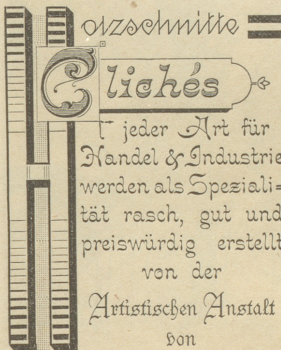 Holzschnitte
Clichés
jeder Art für
Handel & Industrie
werden als Speziali-
tät rasch, gut und
preiswürdig erstellt
von der
Artistischen Anstalt
von